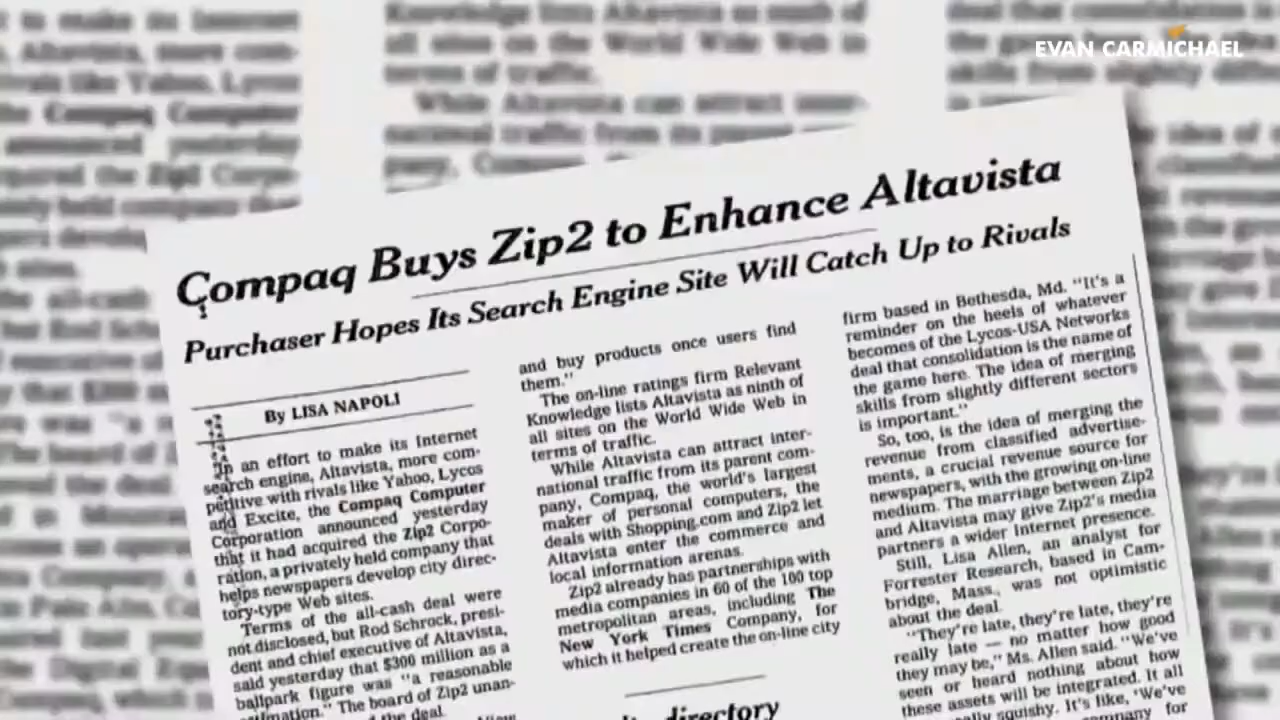 EVAN CARMICHAEL
Compaq Buys Zip2 to Enhance Altavista
Purchaser Hopes Its Search Engine Site Will Catch Up to Rivals
By LISA NAPOLI
In an effort to make its Internet
search engine, Altavista, more com-
petitive with rivals like Yahoo, Lycos
and Excite, the Compaq Computer
Corporation announced yesterday
that it had acquired the Zip2 Corpo-
ration, a privately held company that
helps newspapers develop city direc-
tory-type Web sites.
Terms of the all-cash deal were
not disclosed, but Rod Schrock, presi-
dent and chief executive of Altavista,
said yesterday that $300 million as a
ballpark figure was "a reasonable
estimation." The board of Zip2 unan-
the deal.
and buy products once users find
them."
The on-line ratings firm Relevant
Knowledge lists Altavista as ninth of
all sites on the World Wide Web in
terms of traffic.
While Altavista can attract inter-
national traffic from its parent com-
pany, Compaq, the world's largest
maker of personal computers, the
deals with Shopping.com and Zip2 let
Altavista enter the commerce and
local information arenas.
Zip2 already has partnerships with
media companies in 60 of the 100 top
metropolitan areas, including The
New York Times Company, for
which it helped create the on-line city
directory
firm based in Bethesda, Md. "It's a
reminder on the heels of whatever
becomes of the Lycos-USA Networks
deal that consolidation is the name of
the game here. The idea of merging
skills from slightly different sectors
is important."
So, too, is the idea of merging the
revenue from classified advertise-
ments, a crucial revenue source for
newspapers, with the growing on-line
medium. The marriage between Zip2
and Altavista may give Zip2's media
partners a wider Internet presence.
Still, Lisa Allen, an analyst for
Forrester Research, based in Cam-
bridge, Mass., was not optimistic
about the deal.
"They're late, they're late, they're
really late — no matter how good
they may be," Ms. Allen said. "We've
seen or heard nothing about how
these assets will be integrated. It all
squishy. It's like, 'We've
company for